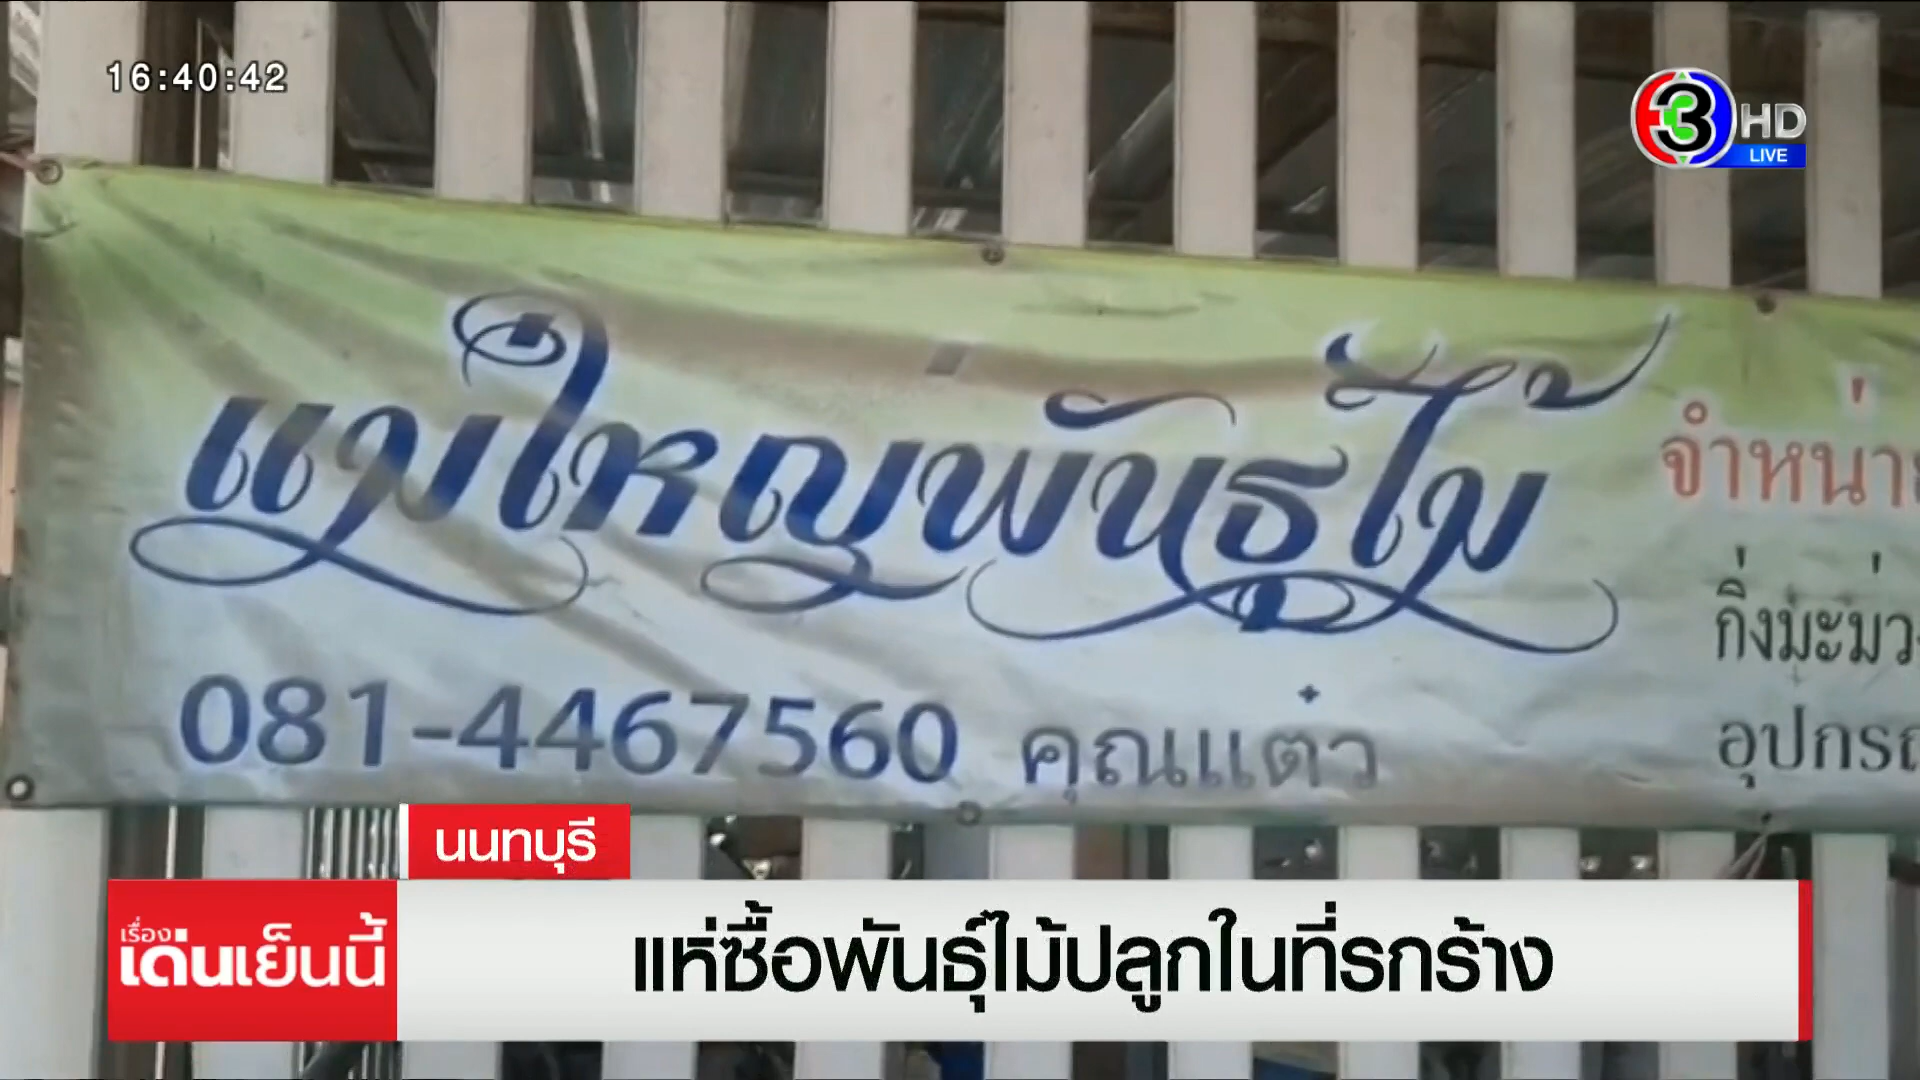 16:40:42
3 HD
LIVE
แม่ใหญ่พันธุ์ไม้
จำหน่าย
กิ่งมะม่วง
081-4467560 คุณแต๋ว
อุปกรณ์
นนทบุรี
เรื่อง
เด่นเย็นนี้
แห่ซื้อพันธุ์ไม้ปลูกในที่รกร้าง